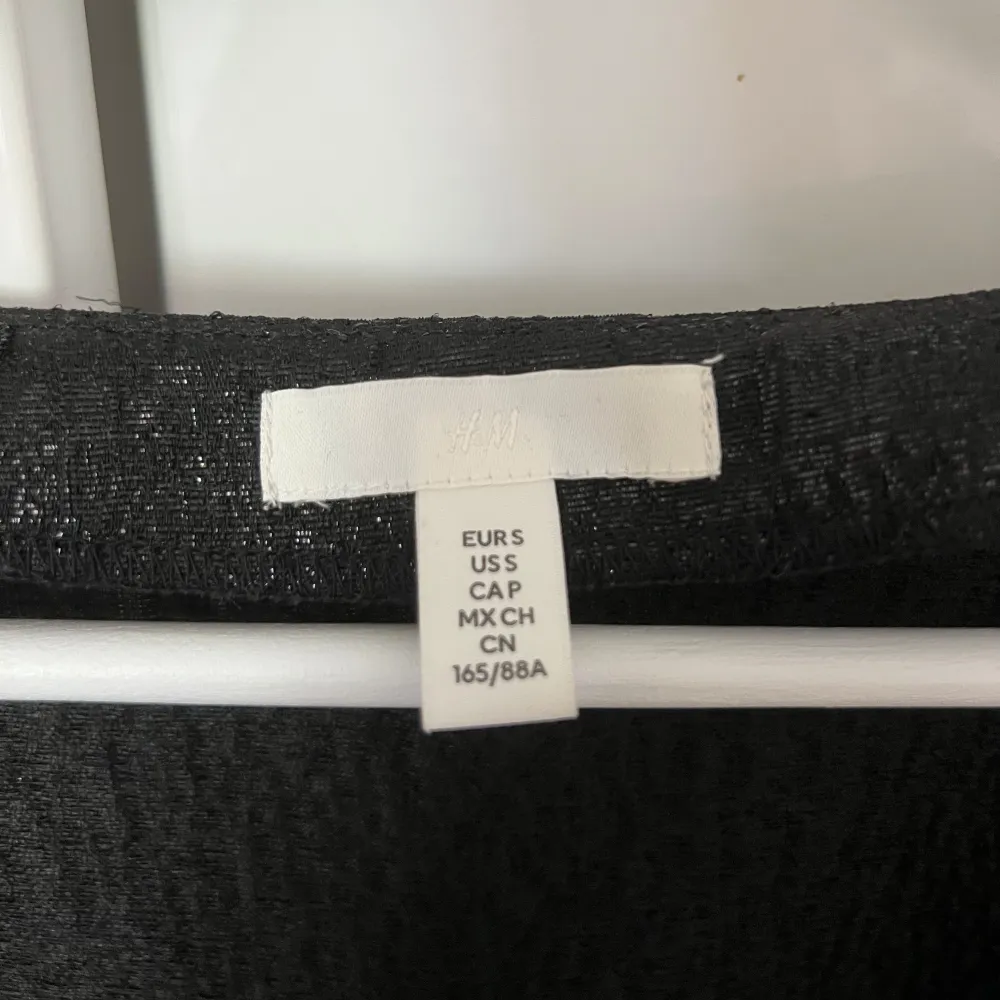 H&M
EUR S
US S
CA P
MX CH
CN
165/88A